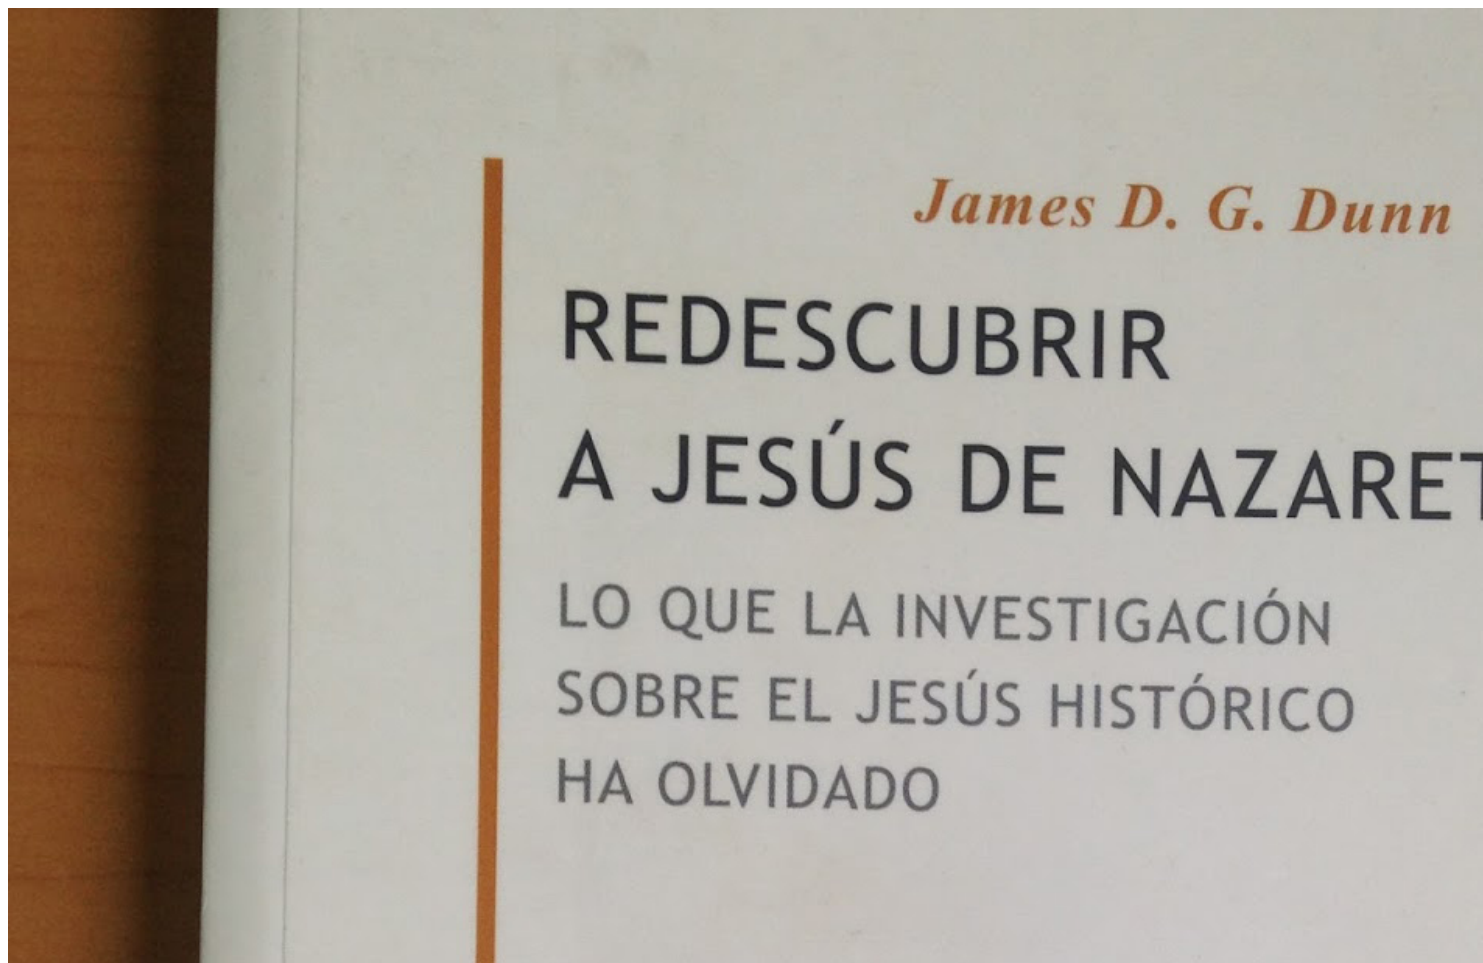 James D. G. Dunn
REDESCUBRIR
A JESÚS DE NAZARET
LO QUE LA INVESTIGACIÓN
SOBRE EL JESÚS HISTÓRICO
HA OLVIDADO